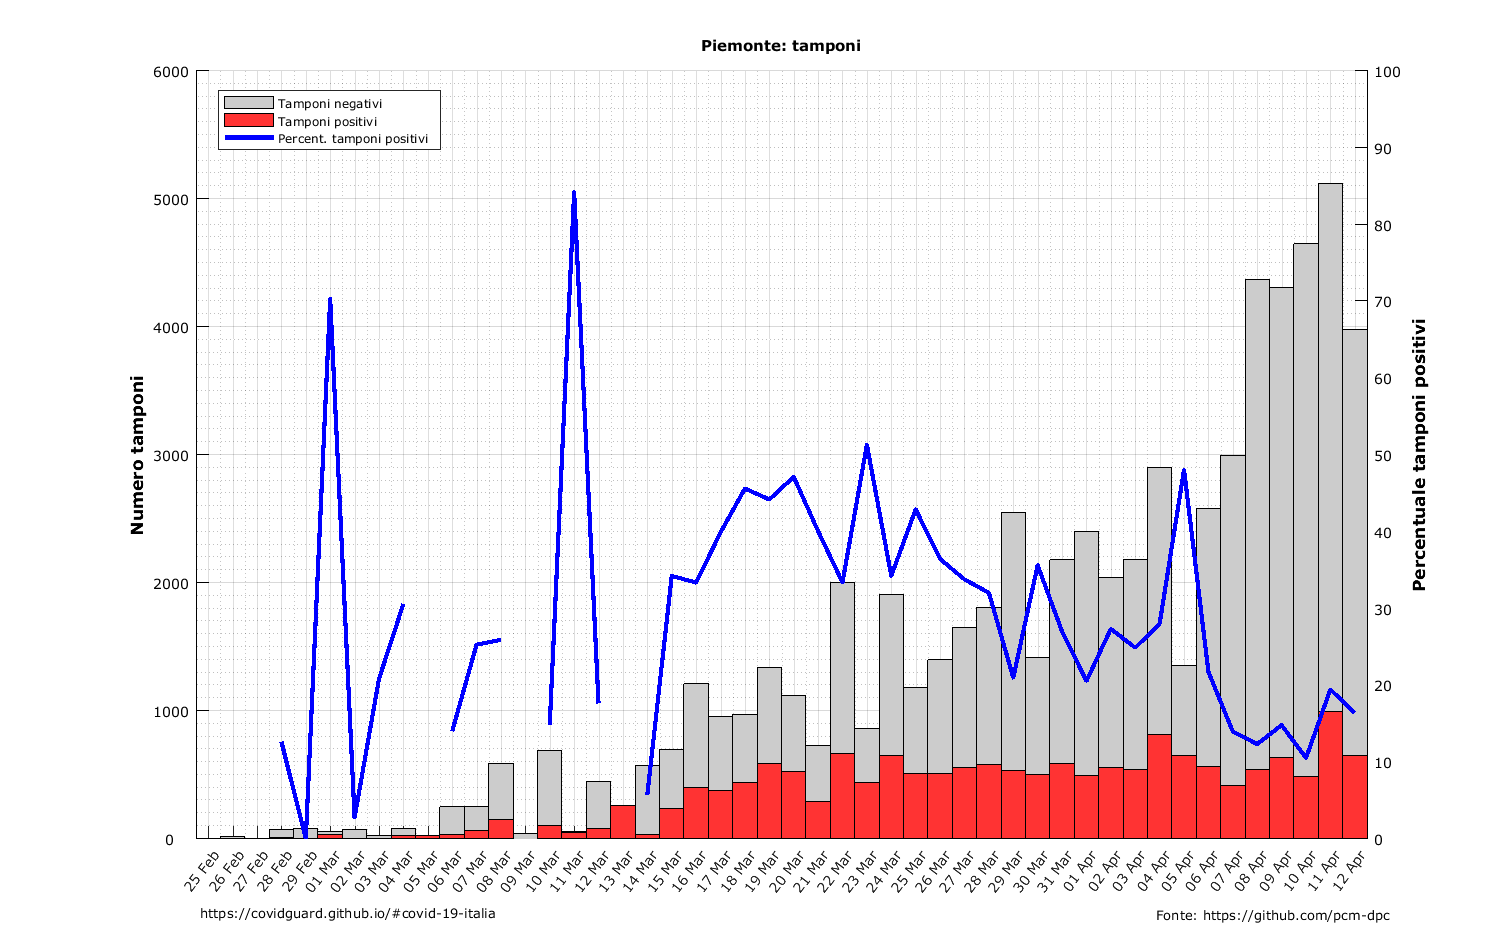 Piemonte: tamponi
6000
5000
4000
3000
2000
1000
0
Numero tamponi
Tamponi negativi
Tamponi positivi
Percent. tamponi positivi
100
90
80
70
60
50
40
30
20
10
0
Percentuale tamponi positivi
25 Feb
26 Feb
27 Feb
28 Feb
29 Feb
01 Mar
02 Mar
03 Mar
04 Mar
05 Mar
06 Mar
07 Mar
08 Mar
09 Mar
10 Mar
11 Mar
12 Mar
13 Mar
14 Mar
15 Mar
16 Mar
17 Mar
18 Mar
19 Mar
20 Mar
21 Mar
22 Mar
23 Mar
24 Mar
25 Mar
26 Mar
27 Mar
28 Mar
29 Mar
30 Mar
31 Mar
01 Apr
02 Apr
03 Apr
04 Apr
05 Apr
06 Apr
07 Apr
08 Apr
09 Apr
10 Apr
11 Apr
12 Apr
https://covidguard.github.io/#covid-19-italia
Fonte: https://github.com/pcm-dpc